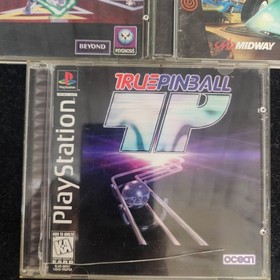 BEYOND
PSYGNOSIS
MIDWAY
TRUE PINBALL
TP
PlayStation
K-A
ocean